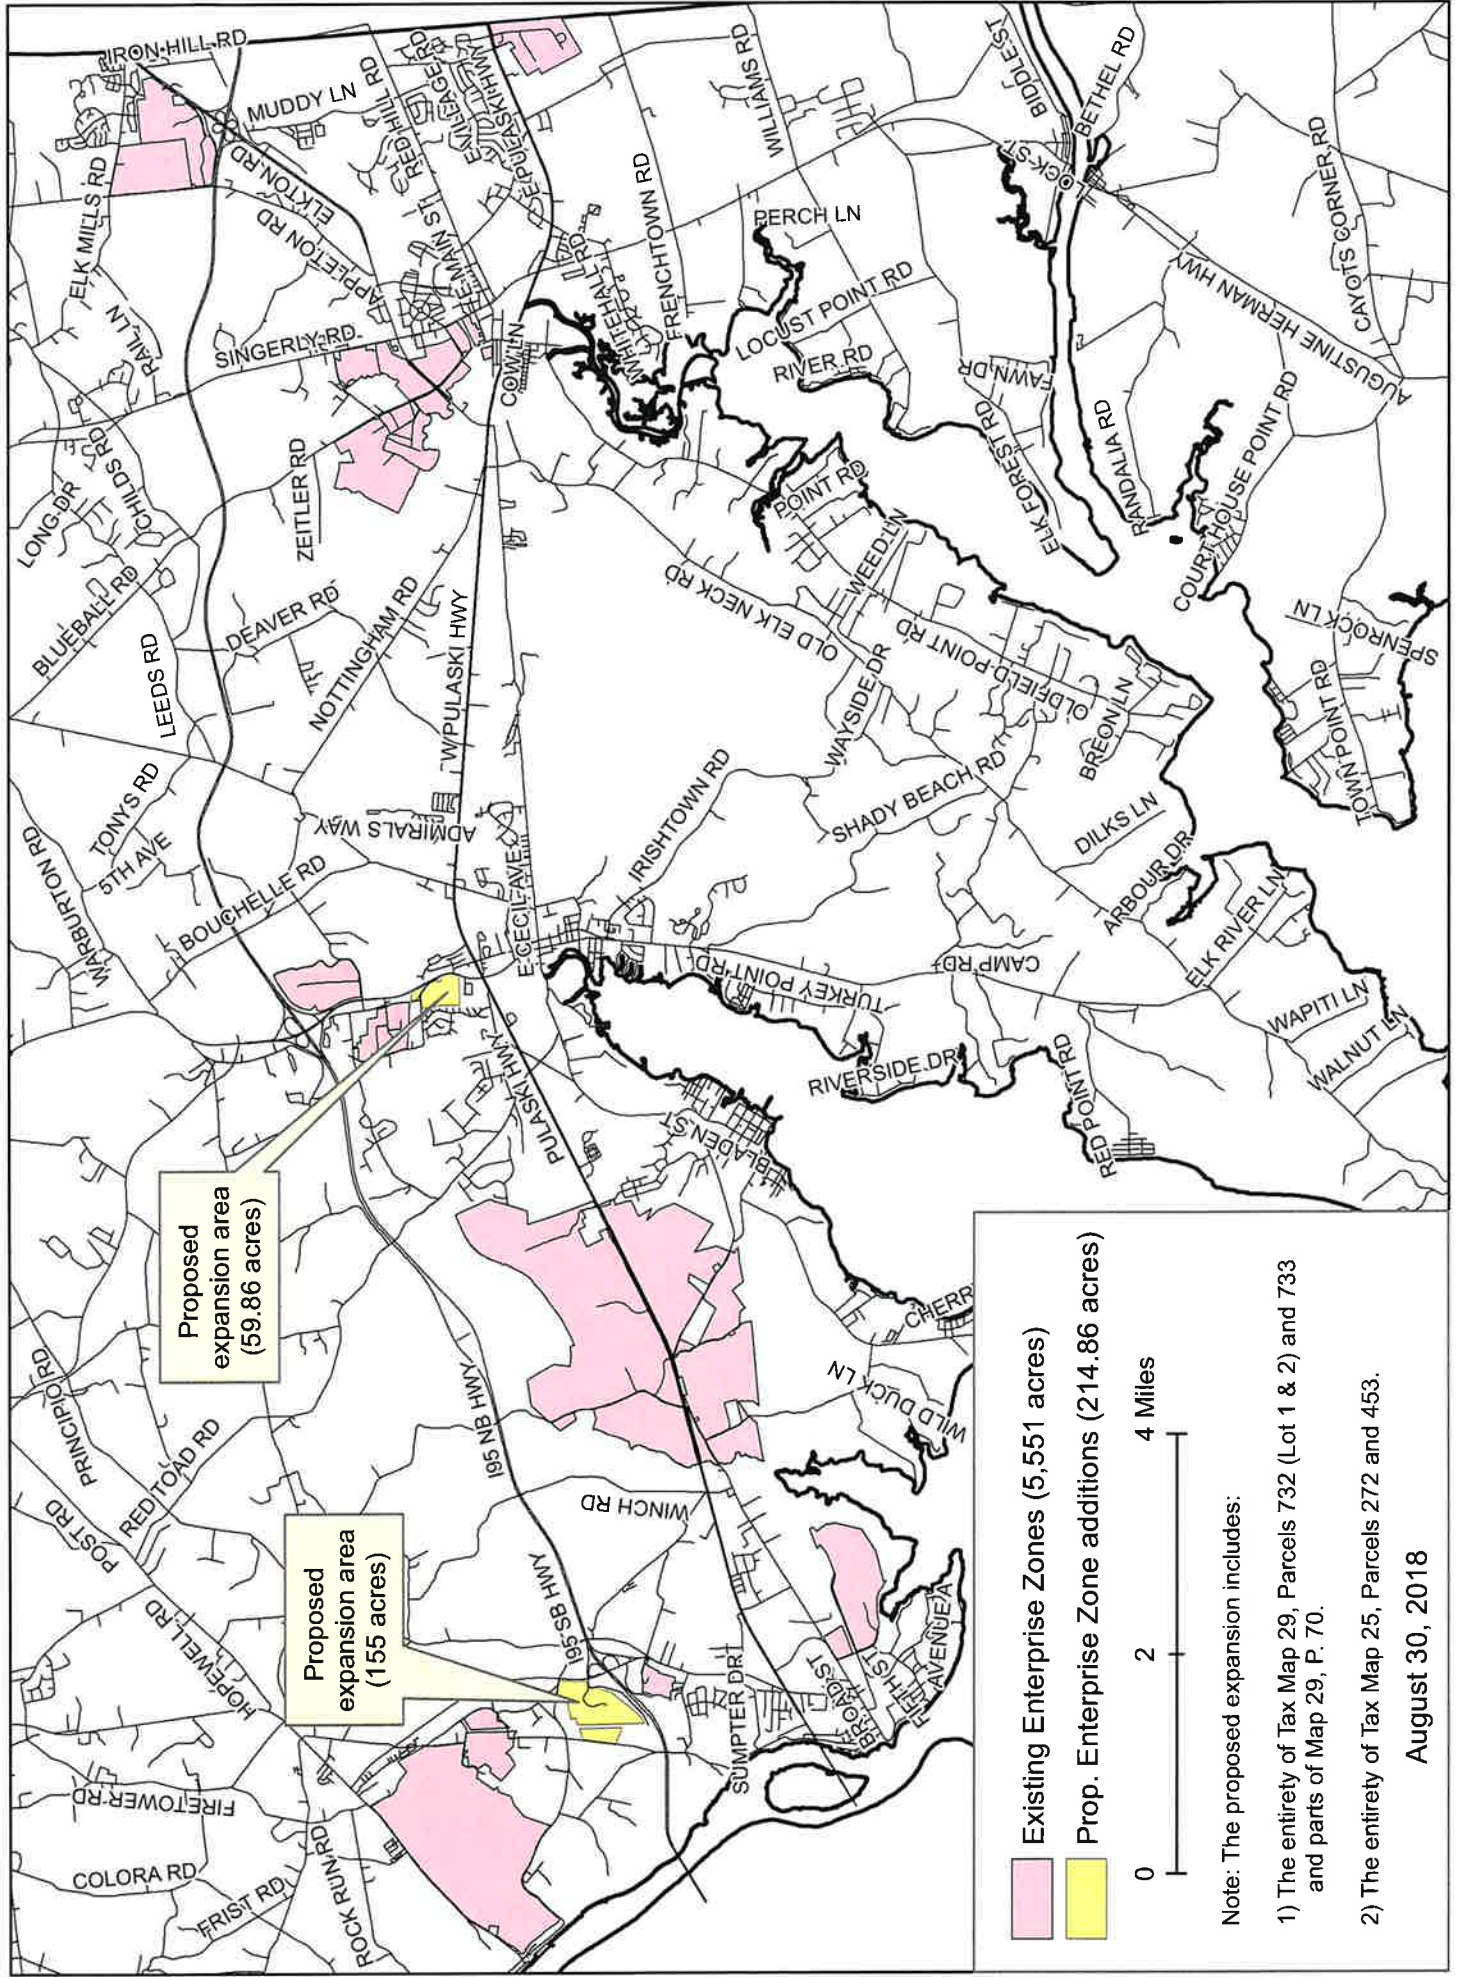 IRON HILL RD
MUDDY LN
RED HILL RD
E PULASKI HWY
ELK MILLS RD
ELKTON RD
APPLETON RD
E MAIN ST
RAIL LN
SINGERLY RD
COW LN
WHITEHALL RD
FRENCHTOWN RD
WILLIAMS RD
PERCH LN
LOCUST POINT RD
RIVER RD
BIDDLE ST
BETHEL RD
LOCK ST
CAYOTS CORNER RD
AUGUSTINE HERMAN HWY
FAWN DR
ELK FOREST RD
RANDALIA RD
COURT HOUSE POINT RD
SPENROCK LN
TOWN POINT RD
LONG DR
CHILDS RD
ZEITLER RD
BLUEBALL RD
LEEDS RD
DEAVER RD
NOTTINGHAM RD
W PULASKI HWY
OLD ELK NECK RD
POINT RD
WEED LN
OLDFIELD POINT RD
WAYSIDE DR
BREON LN
SHADY BEACH RD
DILKS LN
ARBOUR DR
IRISHTOWN RD
TONYS RD
5TH AVE
WARBURTON RD
BOUCHELLE RD
ADMIRALS WAY
E CECIL AVE
TURKEY POINT RD
CAMP RD
ELK RIVER LN
WAPITI LN
WALNUT LN
RIVERSIDE DR
RED POINT RD
PULASKI HWY
BLADEN ST
Proposed
expansion area
(59.86 acres)
PRINCIPIO RD
POST RD
RED TOAD RD
I95 NB HWY
WINCH RD
CHERR
WILD DUCK LN
HOPEWELL RD
Proposed
expansion area
(155 acres)
I95 SB HWY
SUMPTER DR
BROAD ST
FIFTH ST
AVENUE A
FIRETOWER RD
COLORA RD
FRIST RD
ROCK RUN RD
Existing Enterprise Zones (5,551 acres)
Prop. Enterprise Zone additions (214.86 acres)
0 2 4 Miles
Note: The proposed expansion includes:
1) The entirety of Tax Map 29, Parcels 732 (Lot 1 & 2) and 733
and parts of Map 29, P. 70.
2) The entirety of Tax Map 25, Parcels 272 and 453.
August 30, 2018